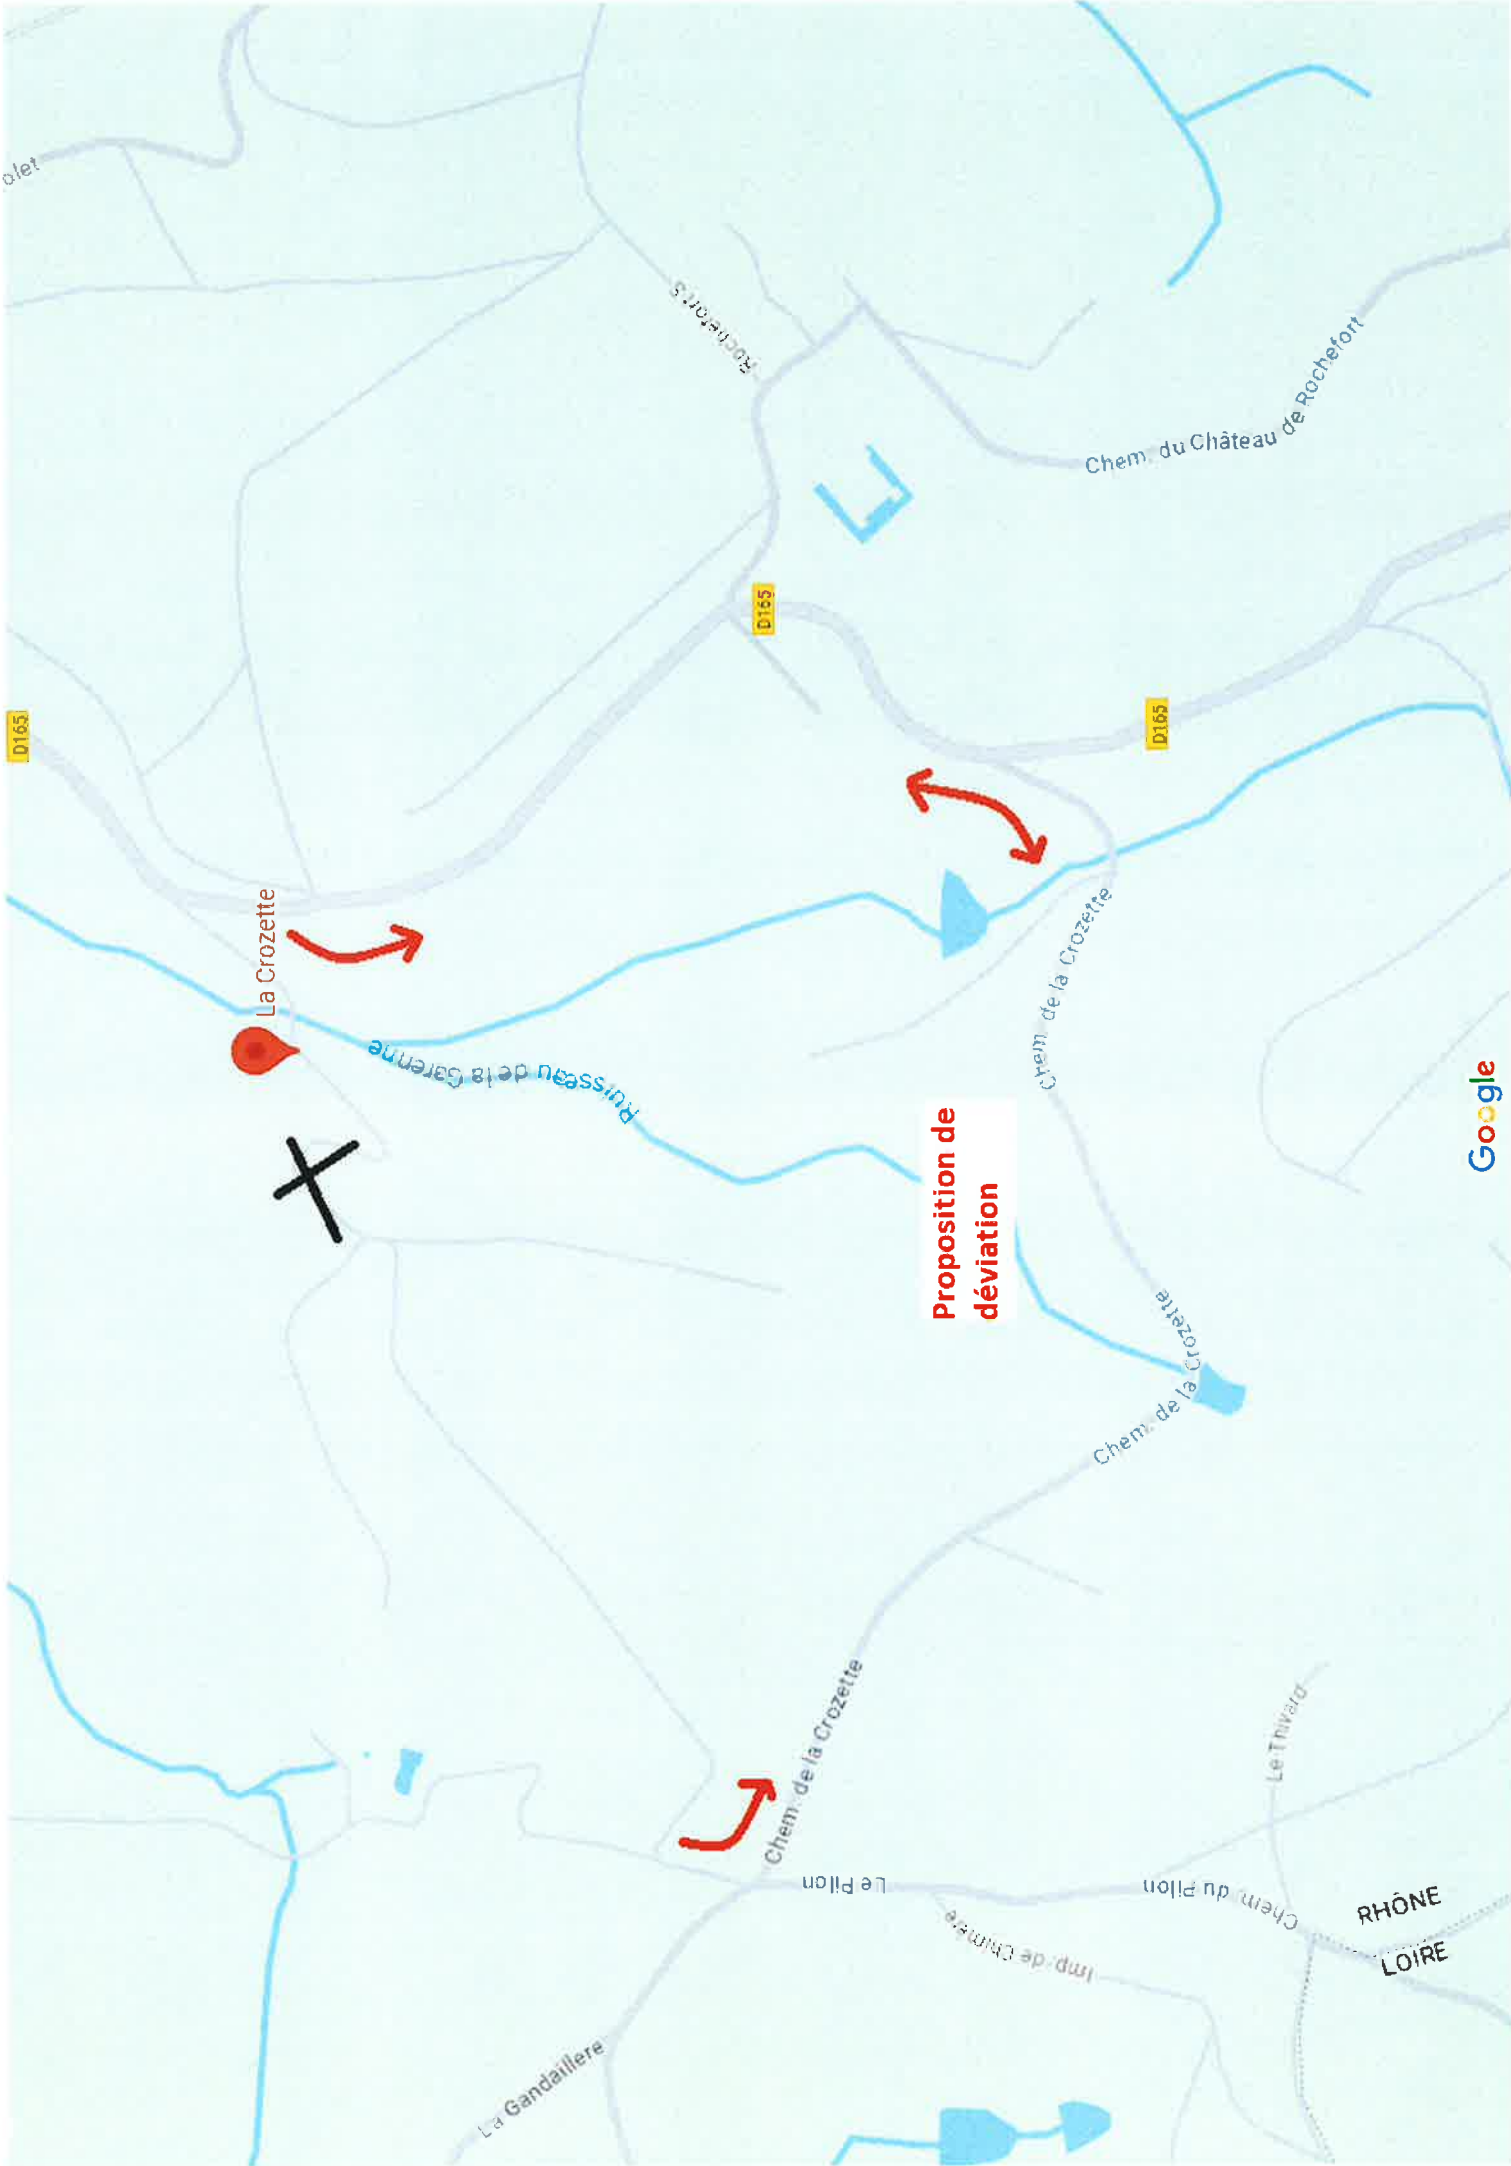 olet
D165
La Crozette
Ruisseau de la Garenne
La Gandaillère
D165
Chem. de la Crozette
Le Pilon
Proposition de
déviation
Imp. de Chimère
Chem. de la Crozette
Chem. de la Crozette
D165
Chem. du Château de Rochefort
Chem. du Pilon
Le Thivard
RHÔNE
LOIRE
Google